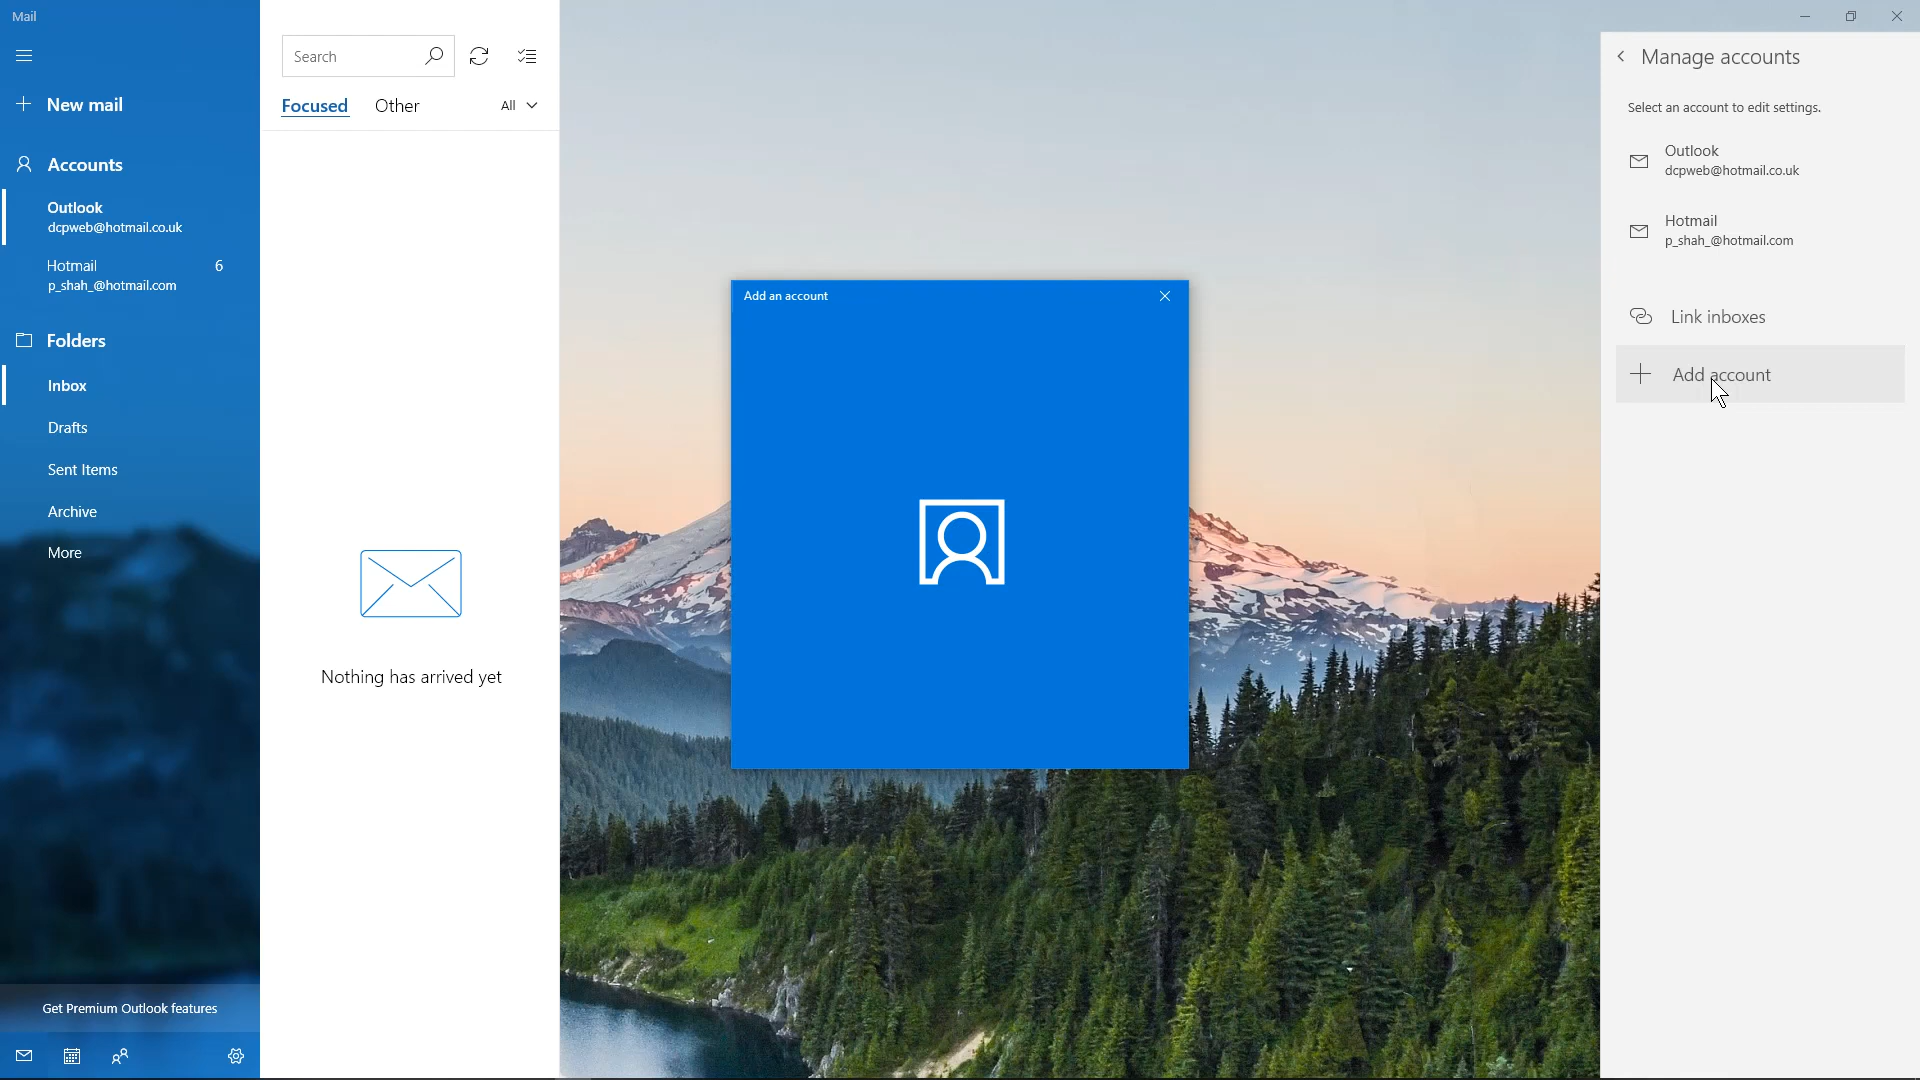 Mail
New mail
Accounts
Outlook
dcpweb@hotmail.co.uk
Hotmail 6
p_shah_@hotmail.com
Folders
Inbox
Drafts
Sent Items
Archive
More
Get Premium Outlook features
Search
Focused Other All
Nothing has arrived yet
Add an account
Manage accounts
Select an account to edit settings.
Outlook
dcpweb@hotmail.co.uk
Hotmail
p_shah_@hotmail.com
Link inboxes
Add account